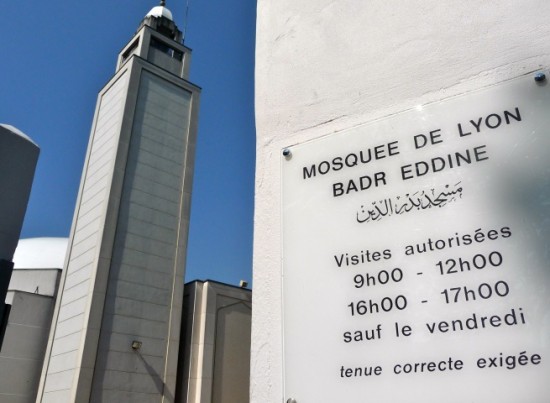 MOSQUEE DE LYON
BADR EDDINE
مسجد بدر الدين
Visites autorisées
9h00 - 12h00
16h00 - 17h00
sauf le vendredi
tenue correcte exigée